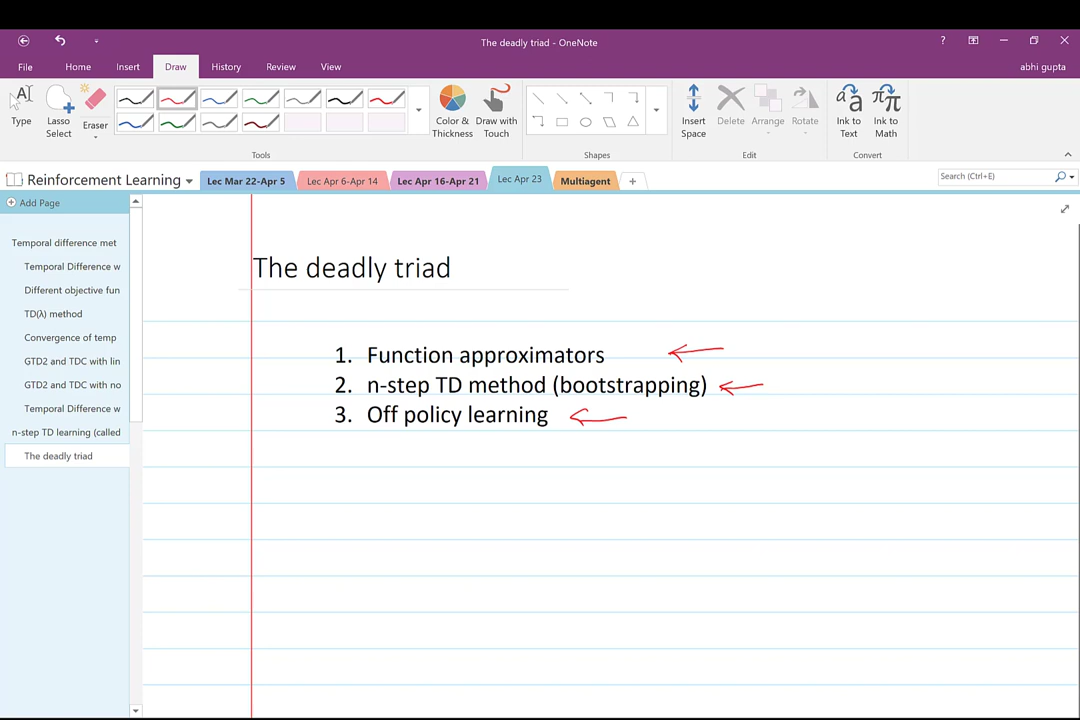 The deadly triad - OneNote
?
File Home Insert Draw History Review View
abhi gupta
Type
Lasso Select
Eraser
Color & Thickness
Draw with Touch
Insert Space
Delete
Arrange
Rotate
Ink to Text
Ink to Math
Tools
Shapes
Edit
Convert
Reinforcement Learning
Lec Mar 22-Apr 5
Lec Apr 6-Apr 14
Lec Apr 16-Apr 21
Lec Apr 23
Multiagent
Search (Ctrl+E)
Add Page
Temporal difference met
Temporal Difference w
Different objective fun
TD(λ) method
Convergence of temp
GTD2 and TDC with lin
GTD2 and TDC with no
Temporal Difference w
n-step TD learning (called
The deadly triad
The deadly triad
1. Function approximators
2. n-step TD method (bootstrapping)
3. Off policy learning